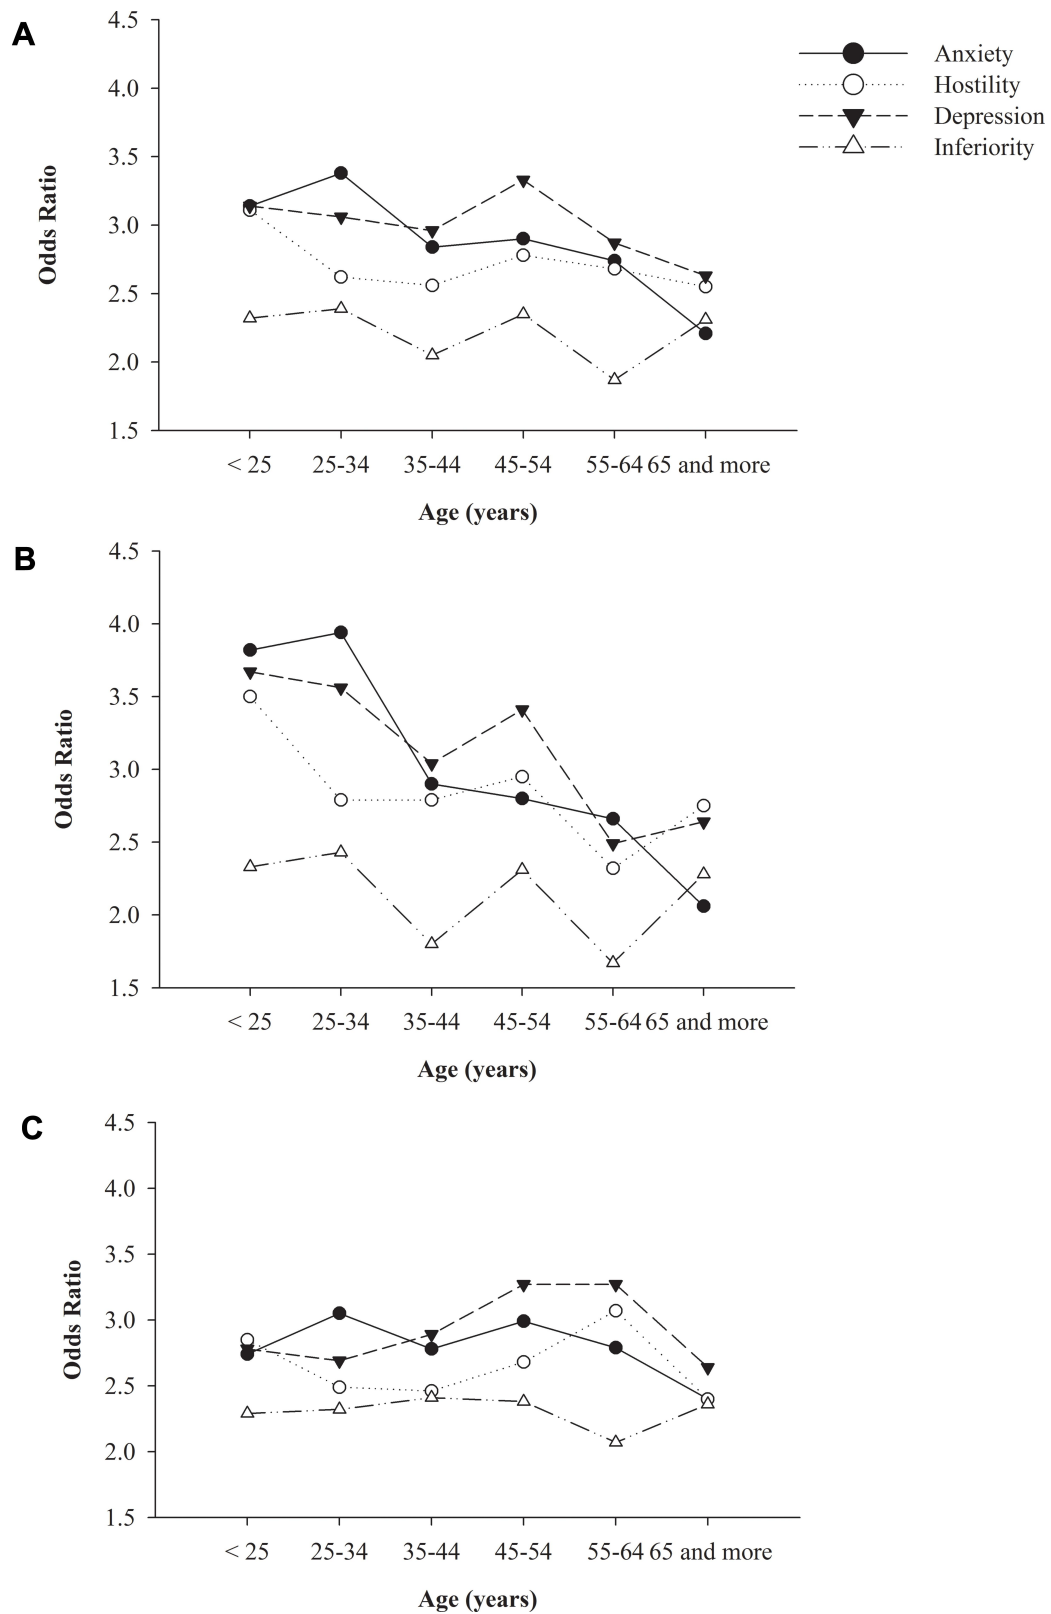 A
4.5
4.0
3.5
3.0
2.5
2.0
1.5
Odds Ratio
Anxiety
Hostility
Depression
Inferiority
< 25 25-34 35-44 45-54 55-64 65 and more
Age (years)
B
4.5
4.0
3.5
3.0
2.5
2.0
1.5
Odds Ratio
< 25 25-34 35-44 45-54 55-64 65 and more
Age (years)
C
4.5
4.0
3.5
3.0
2.5
2.0
1.5
Odds Ratio
< 25 25-34 35-44 45-54 55-64 65 and more
Age (years)